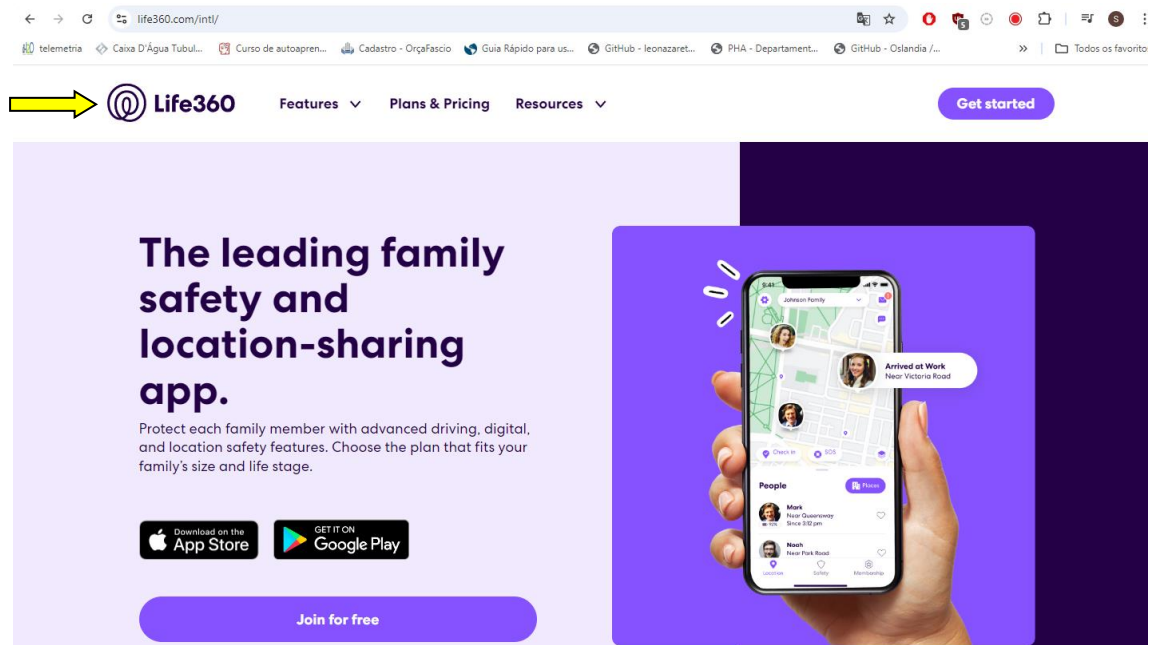 life360.com/intl/
S
S
telemetria
Caixa D'Água Tubul...
Curso de autoapren...
Cadastro - OrçaFascio
Guia Rápido para us...
GitHub - leonazaret...
PHA - Departament...
GitHub - Oslandia /...
»
Todos os favorito
Life360
Features
Plans & Pricing
Resources
Get started
The leading family
safety and
location-sharing
app.
Protect each family member with advanced driving, digital,
and location safety features. Choose the plan that fits your
family's size and life stage.
Download on the
App Store
GET IT ON
Google Play
Join for free
9:41
Johnson Family
Arrived at Work
Near Victoria Road
Check in
SOS
People
Places
Mark
Near Queensway
Since 3:12 pm
Noah
Near Park Road
Location
Safety
Membership